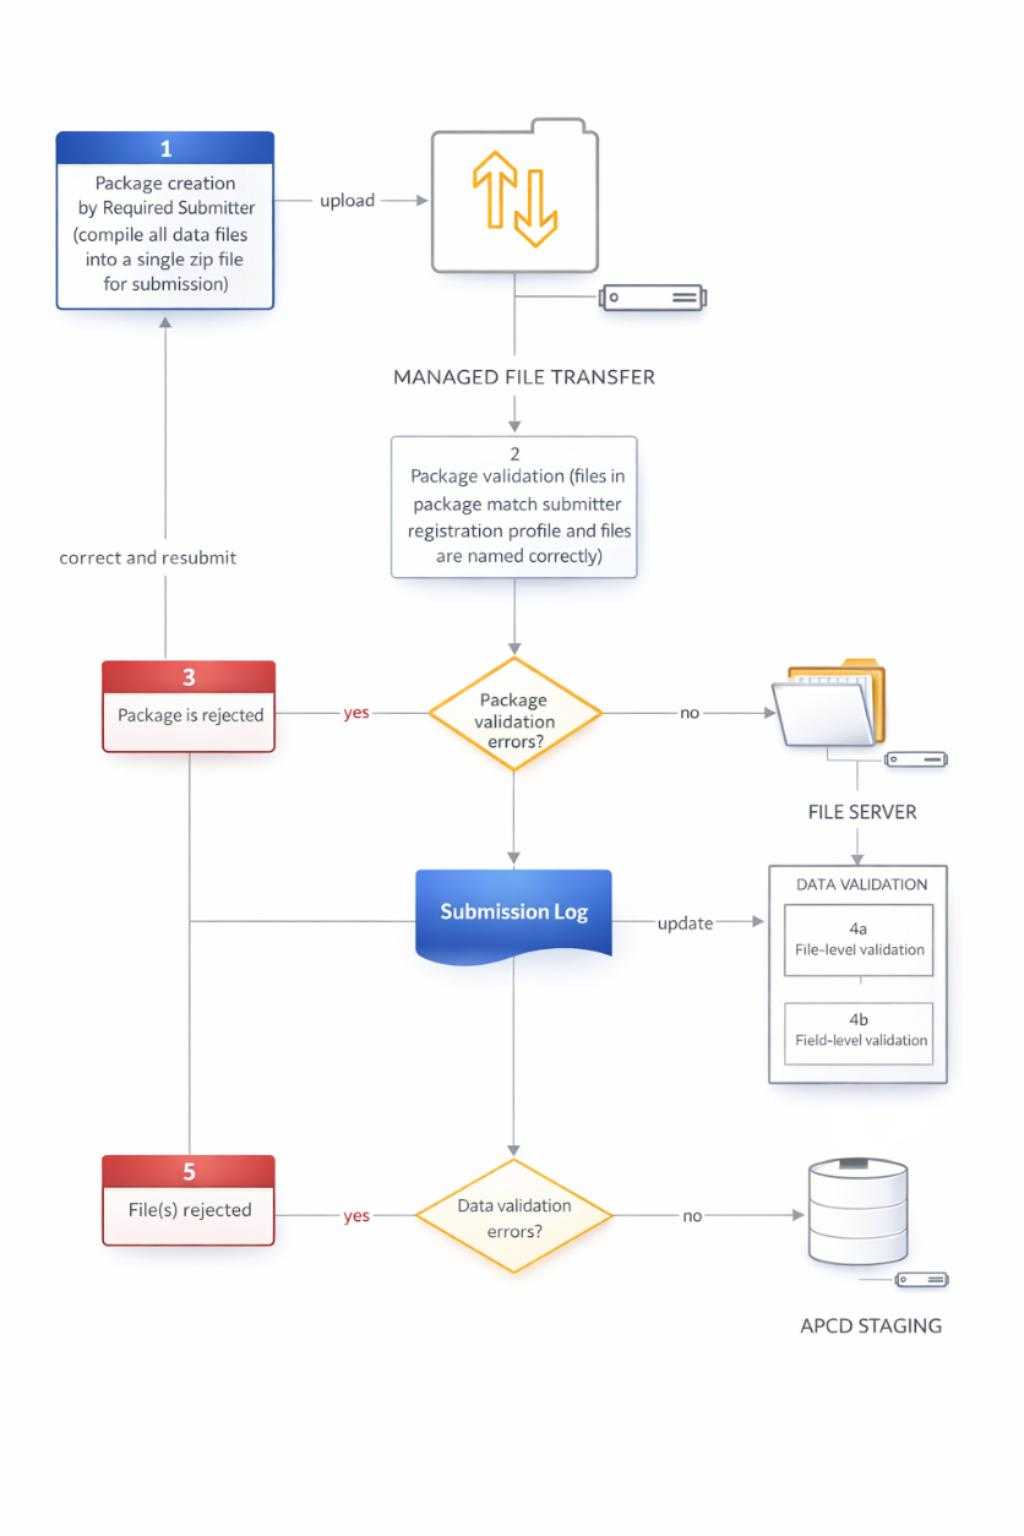 1
Package creation
by Required Submitter
(compile all data files
into a single zip file
for submission)
upload
MANAGED FILE TRANSFER
2
Package validation (files in
package match submitter
registration profile and files
are named correctly)
correct and resubmit
3
Package is rejected
yes
Package
validation
errors?
no
FILE SERVER
Submission Log
update
DATA VALIDATION
4a
File-level validation
4b
Field-level validation
5
File(s) rejected
yes
Data validation
errors?
no
APCD STAGING